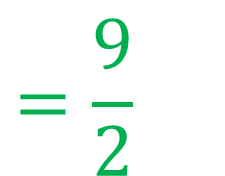 = 9/2